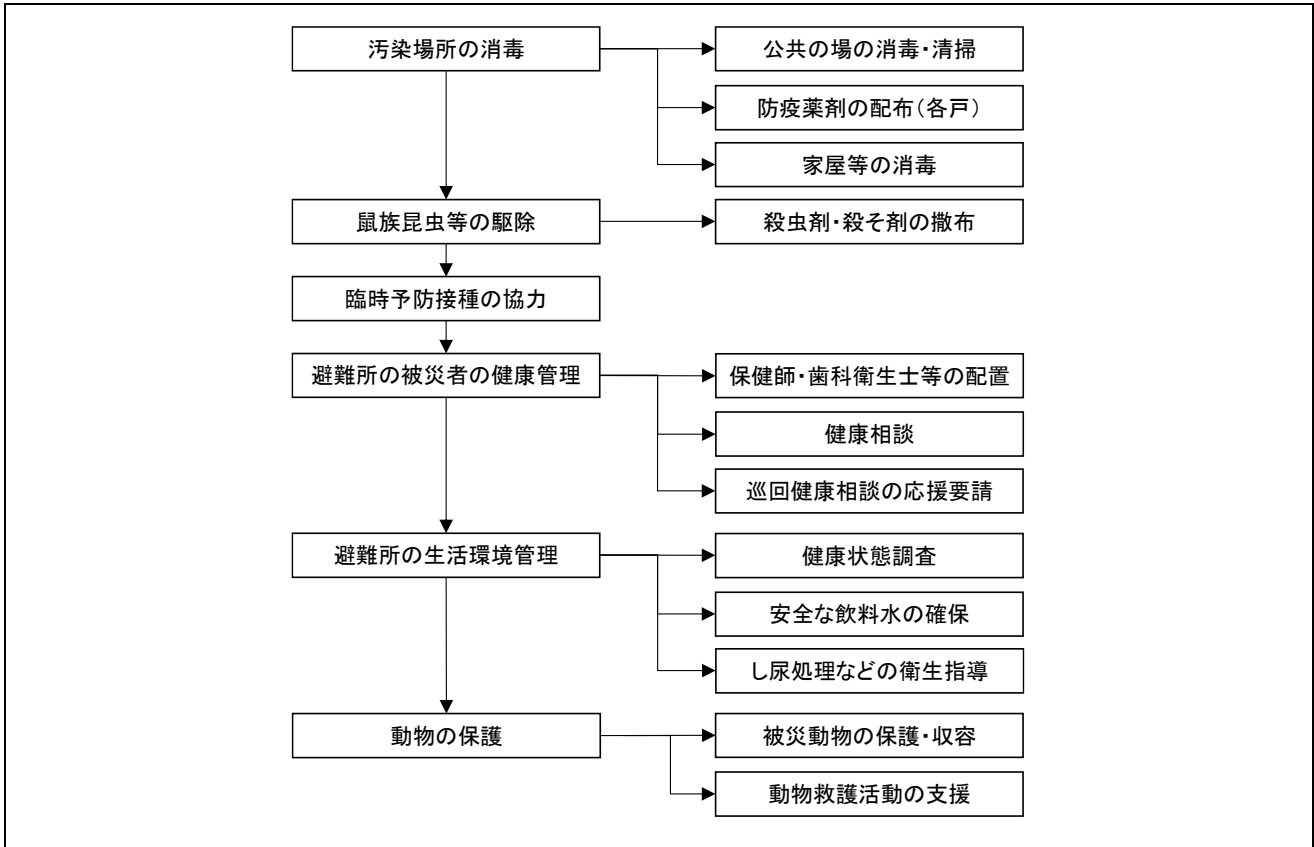 汚染場所の消毒
公共の場の消毒・清掃
防疫薬剤の配布（各戸）
家屋等の消毒
鼠族昆虫等の駆除
殺虫剤・殺そ剤の撒布
臨時予防接種の協力
避難所の被災者の健康管理
保健師・歯科衛生士等の配置
健康相談
巡回健康相談の応援要請
避難所の生活環境管理
健康状態調査
安全な飲料水の確保
し尿処理などの衛生指導
動物の保護
被災動物の保護・収容
動物救護活動の支援